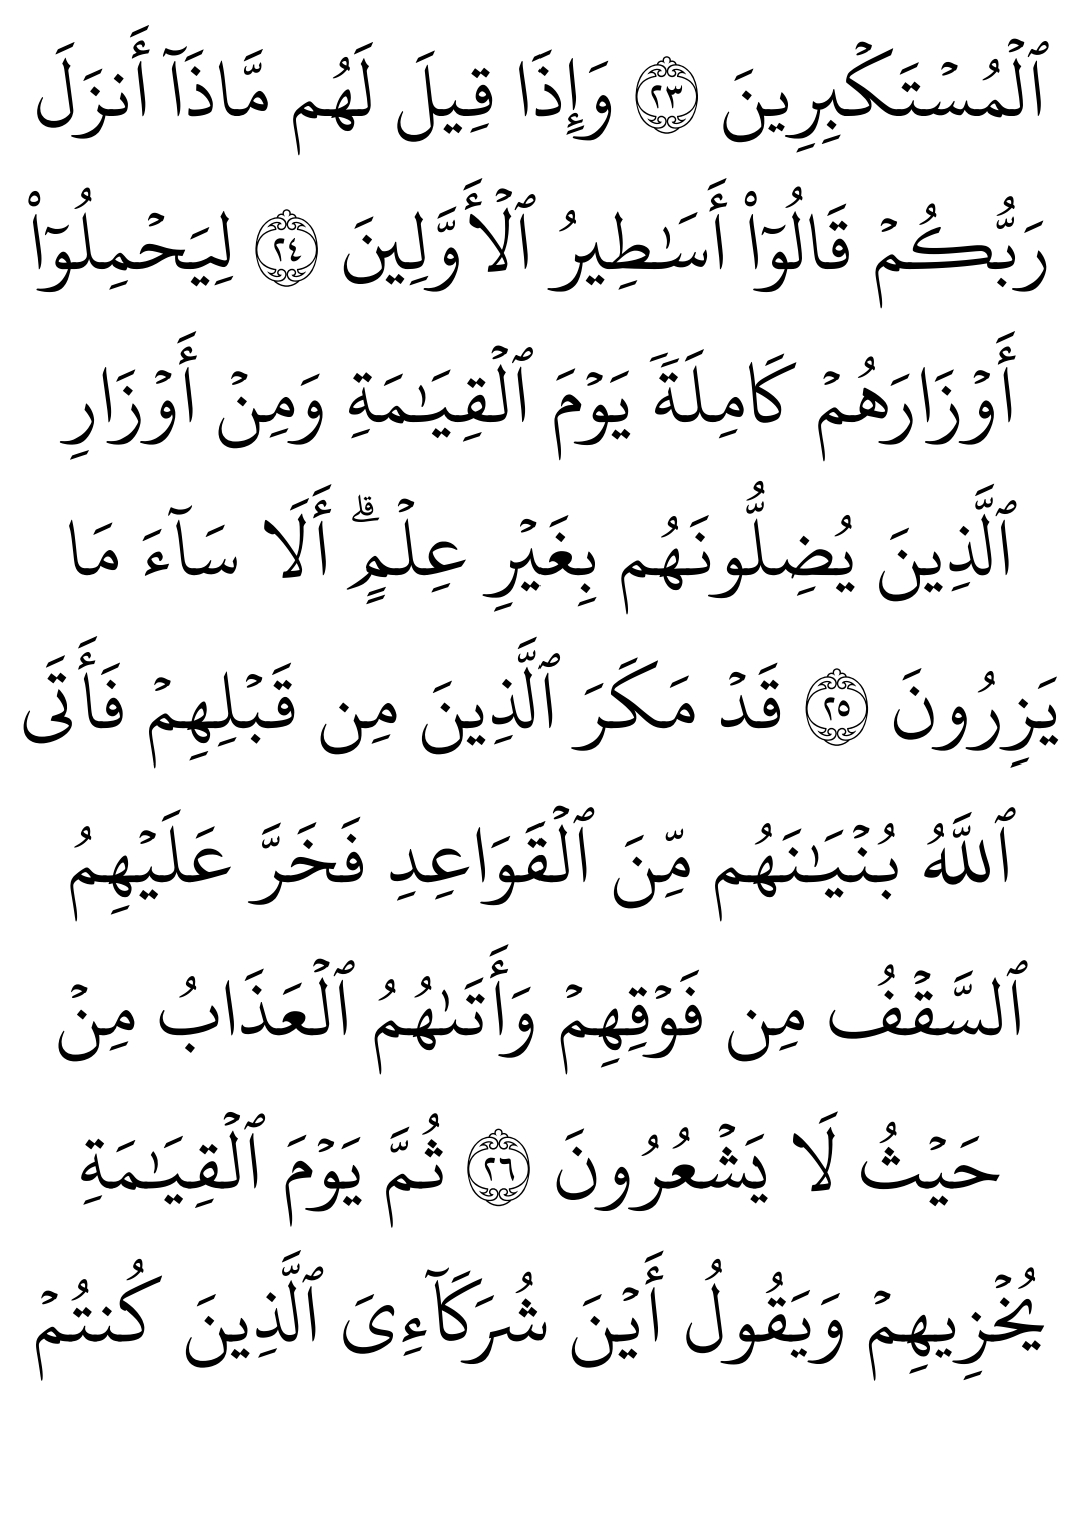 ٱلۡمُسۡتَكۡبِرِينَ ٢٣ وَإِذَا قِيلَ لَهُم مَّاذَآ أَنزَلَ
رَبُّكُمۡ قَالُوٓاْ أَسَٰطِيرُ ٱلۡأَوَّلِينَ ٢٤ لِيَحۡمِلُوٓاْ
أَوۡزَارَهُمۡ كَامِلَةٗ يَوۡمَ ٱلۡقِيَٰمَةِ وَمِنۡ أَوۡزَارِ
ٱلَّذِينَ يُضِلُّونَهُم بِغَيۡرِ عِلۡمٍۗ أَلَا سَآءَ مَا
يَزِرُونَ ٢٥ قَدۡ مَكَرَ ٱلَّذِينَ مِن قَبۡلِهِمۡ فَأَتَى
ٱللَّهُ بُنۡيَٰنَهُم مِّنَ ٱلۡقَوَاعِدِ فَخَرَّ عَلَيۡهِمُ
ٱلسَّقۡفُ مِن فَوۡقِهِمۡ وَأَتَىٰهُمُ ٱلۡعَذَابُ مِنۡ
حَيۡثُ لَا يَشۡعُرُونَ ٢٦ ثُمَّ يَوۡمَ ٱلۡقِيَٰمَةِ
يُخۡزِيهِمۡ وَيَقُولُ أَيۡنَ شُرَكَآءِيَ ٱلَّذِينَ كُنتُمۡ